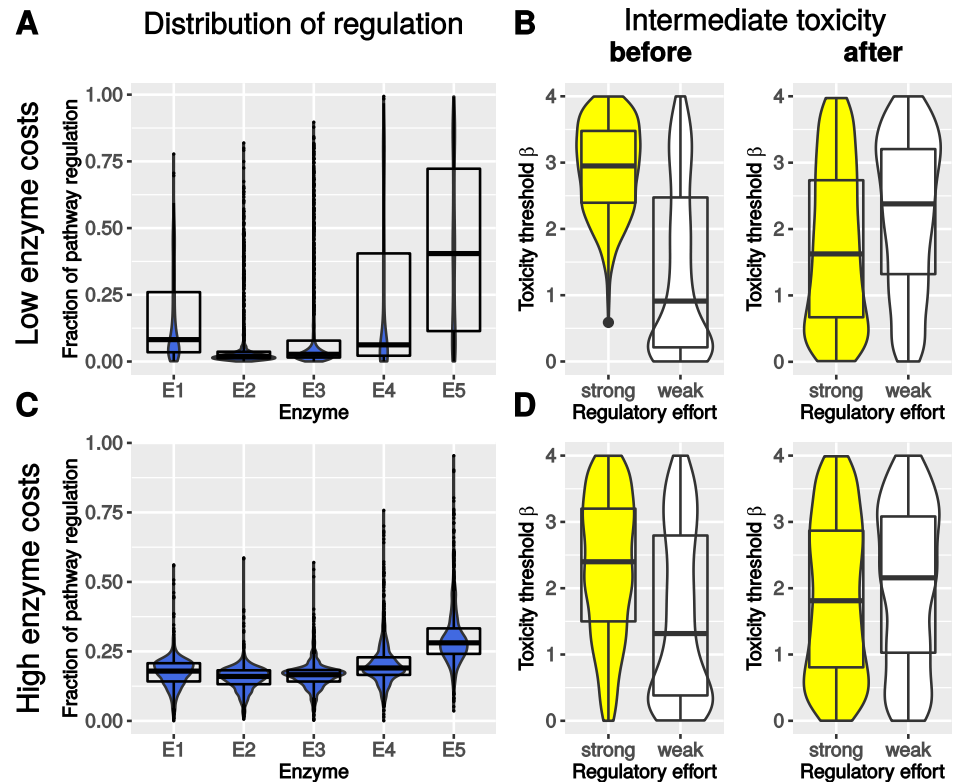 A
Distribution of regulation
B
Intermediate toxicity
before
after
Low enzyme costs
Fraction of pathway regulation
1.00
0.75
0.50
0.25
0.00
E1
E2
E3
E4
E5
Enzyme
Toxicity threshold β
4
3
2
1
0
strong
weak
Regulatory effort
Toxicity threshold β
4
3
2
1
0
strong
weak
Regulatory effort
C
D
High enzyme costs
Fraction of pathway regulation
1.00
0.75
0.50
0.25
0.00
E1
E2
E3
E4
E5
Enzyme
Toxicity threshold β
4
3
2
1
0
strong
weak
Regulatory effort
Toxicity threshold β
4
3
2
1
0
strong
weak
Regulatory effort